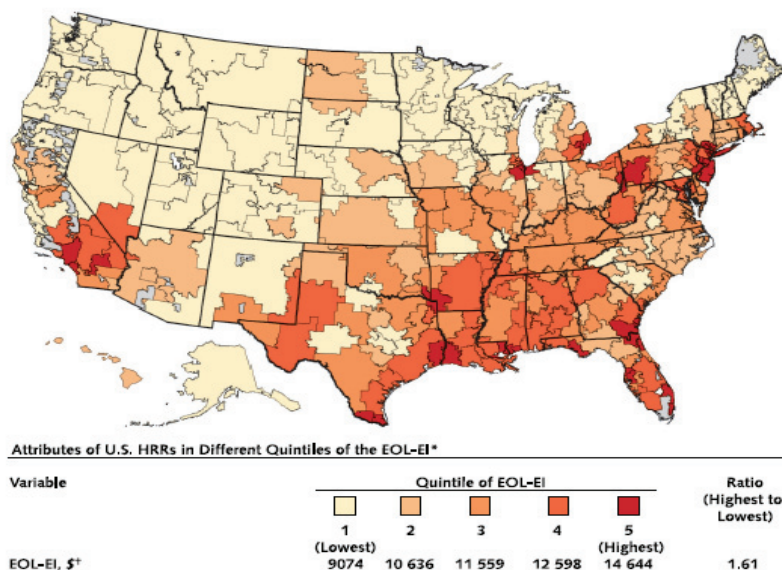 Attributes of U.S. HRRs in Different Quintiles of the EOL-EI*
Variable Quintile of EOL-EI Ratio
(Highest to
Lowest)
1 2 3 4 5
(Lowest) (Highest)
EOL-EI, $† 9074 10 636 11 559 12 598 14 644 1.61